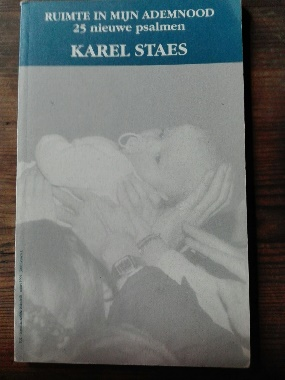 RUIMTE IN MIJN ADEMNOOD
25 nieuwe psalmen
KAREL STAES